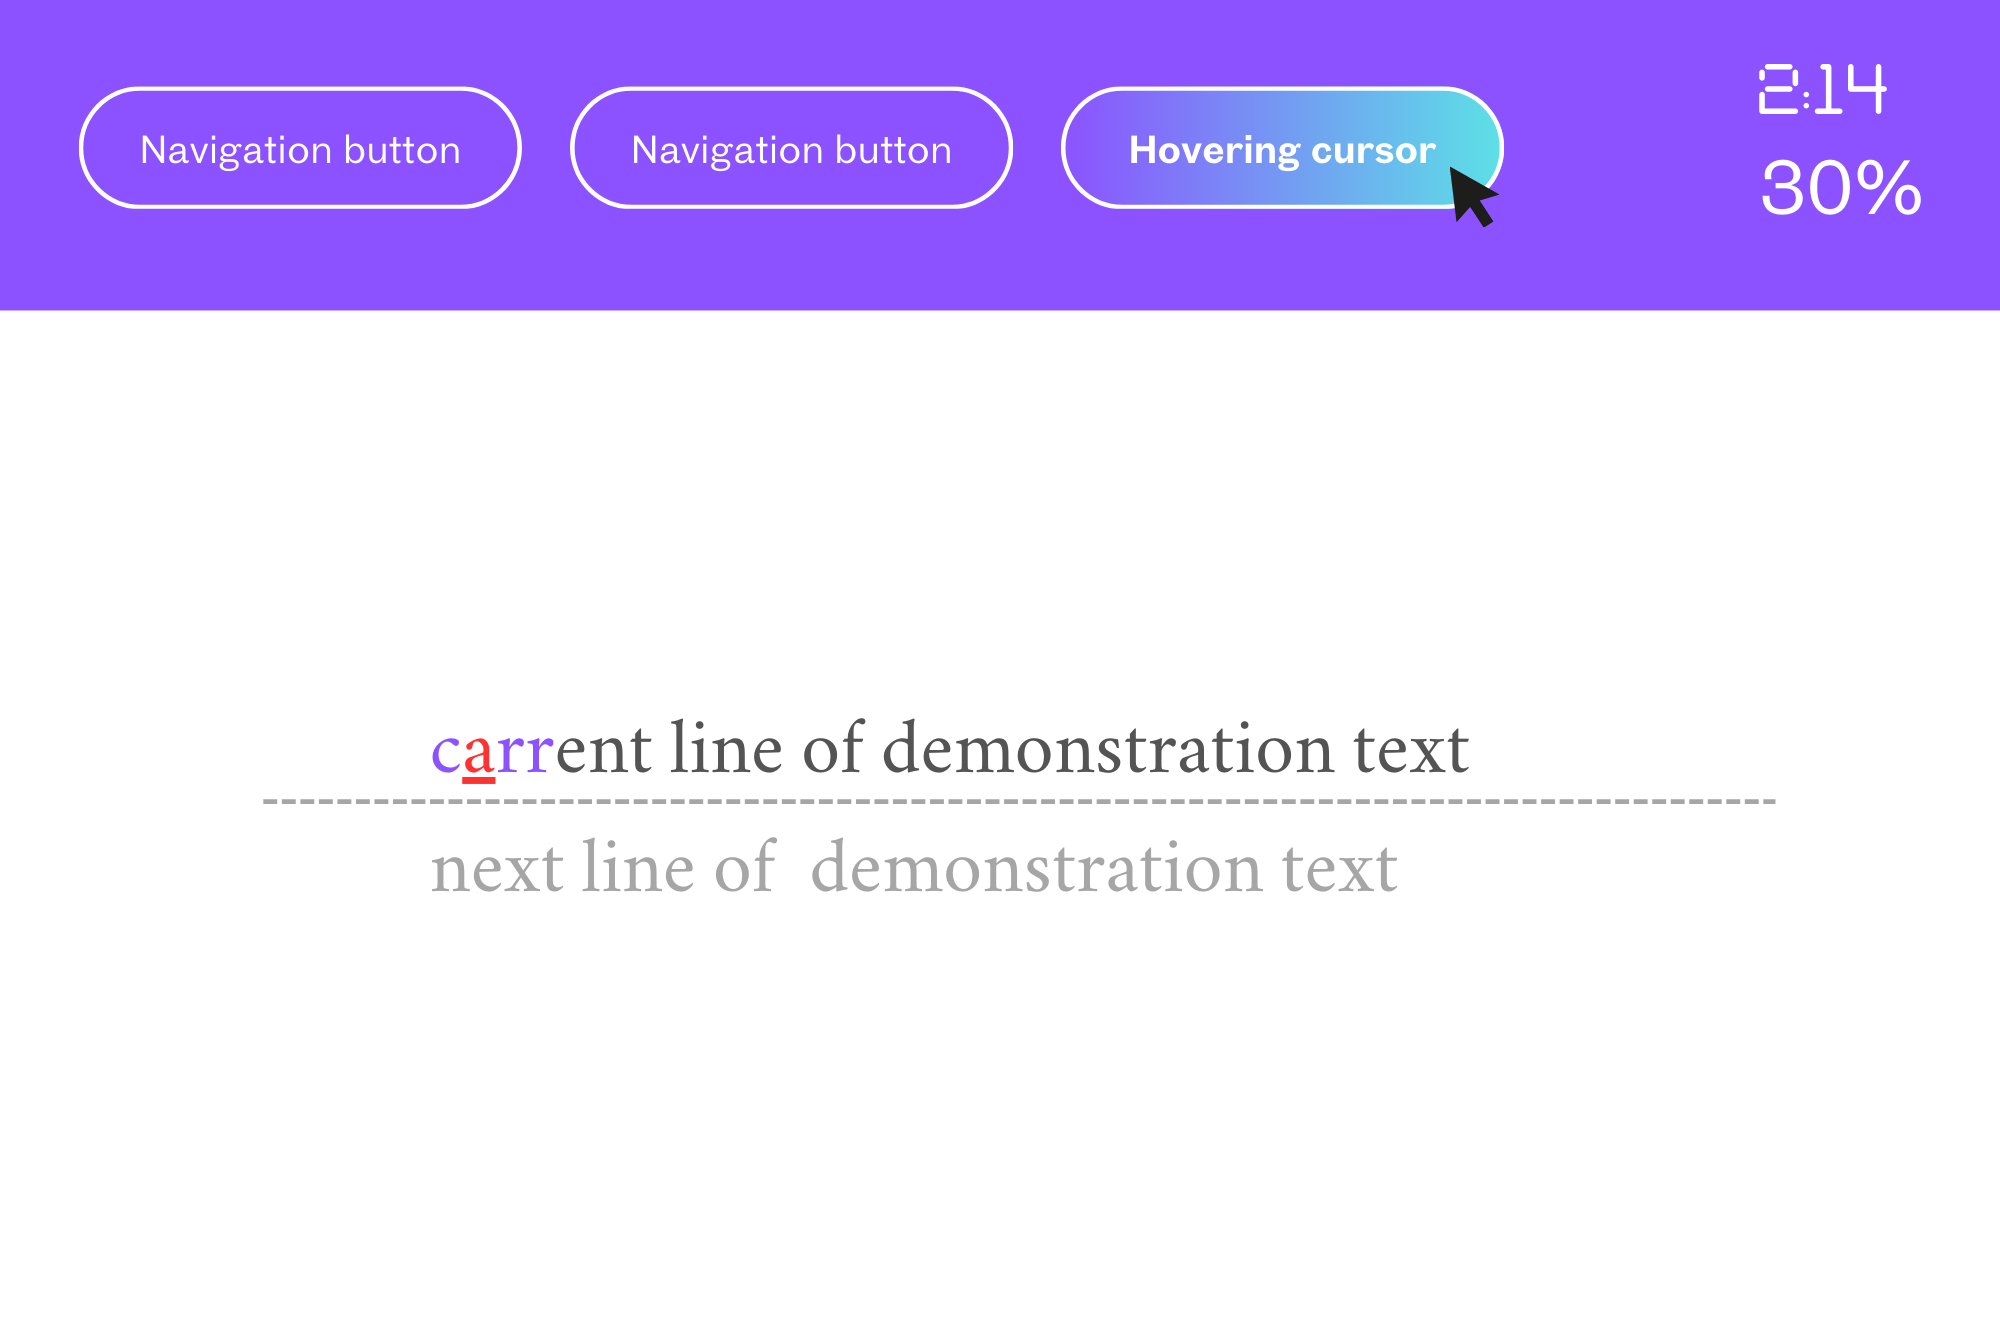 Navigation button
Navigation button
Hovering cursor
2:14
30%
carrent line of demonstration text
next line of  demonstration text